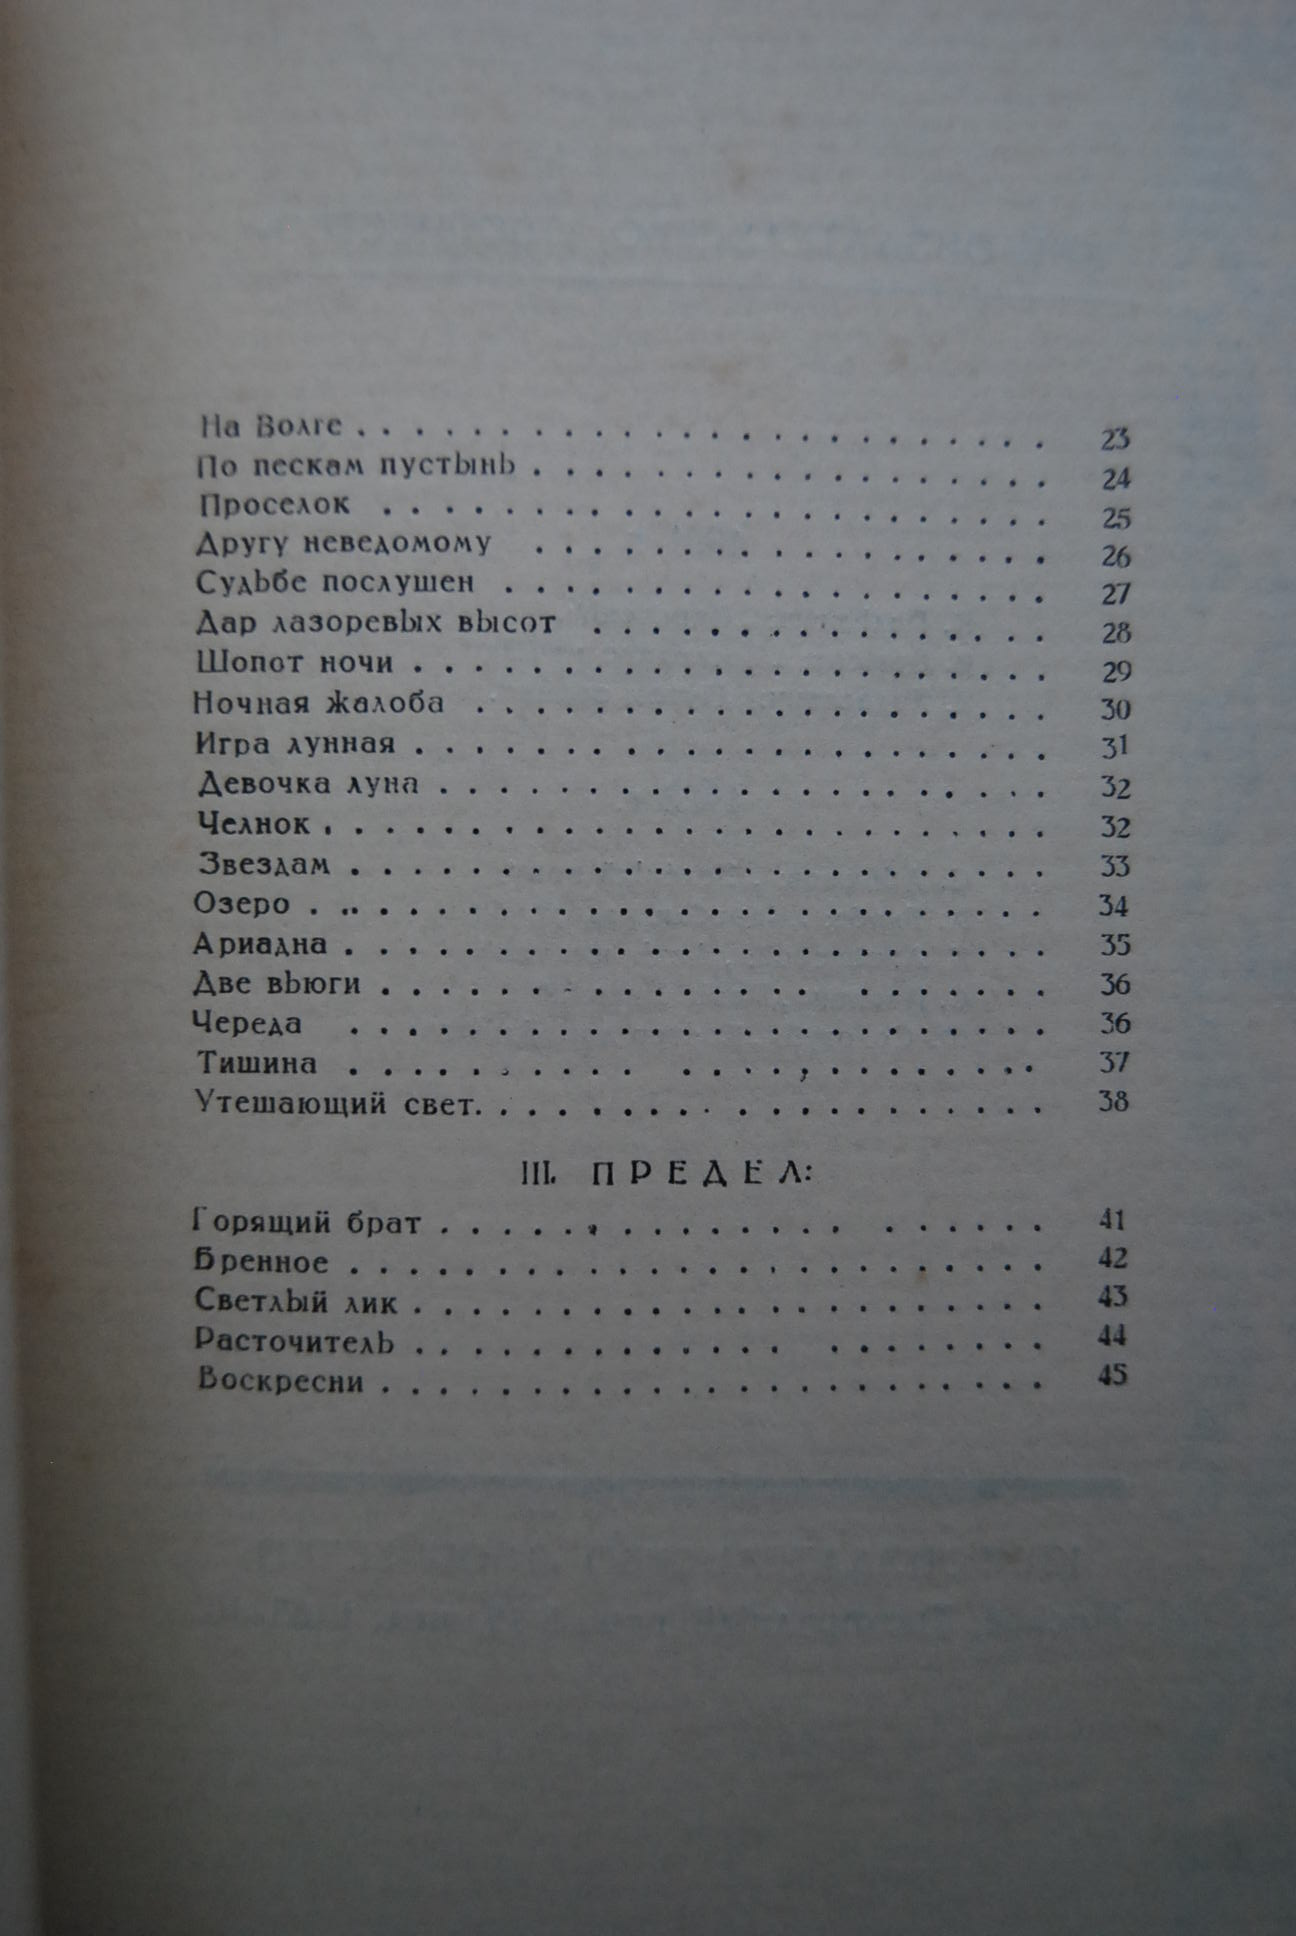 На Волге . . . . . . . . . . . . . . . . . . . . . . . . 23
По пескам пустынь . . . . . . . . . . . . . . . . . . 24
Проселок . . . . . . . . . . . . . . . . . . . . . . . 25
Другу неведомому . . . . . . . . . . . . . . . . . . 26
Судьбе послушен . . . . . . . . . . . . . . . . . . . 27
Дар лазоревых высот . . . . . . . . . . . . . . . . 28
Шопот ночи . . . . . . . . . . . . . . . . . . . . . . 29
Ночная жалоба . . . . . . . . . . . . . . . . . . . . 30
Игра лунная . . . . . . . . . . . . . . . . . . . . . . 31
Девочка луна . . . . . . . . . . . . . . . . . . . . . 32
Челнок . . . . . . . . . . . . . . . . . . . . . . . . . 32
Звездам . . . . . . . . . . . . . . . . . . . . . . . . 33
Озеро . . . . . . . . . . . . . . . . . . . . . . . . . 34
Ариадна . . . . . . . . . . . . . . . . . . . . . . . . 35
Две вьюги . . . . . . . . . . . . . . . . . . . . . . 36
Череда . . . . . . . . . . . . . . . . . . . . . . . . 36
Тишина . . . . . . . . . . . . . . . . . . . . . . . 37
Утешающий свет. . . . . . . . . . . . . . . . . . . 38
III. ПРЕДЕЛ:
Горящий брат . . . . . . . . . . . . . . . . . . . . 41
Бренное . . . . . . . . . . . . . . . . . . . . . . . . 42
Светлый лик . . . . . . . . . . . . . . . . . . . . . . 43
Расточитель . . . . . . . . . . . . . . . . . . . . . 44
Воскресни . . . . . . . . . . . . . . . . . . . . . . . 45